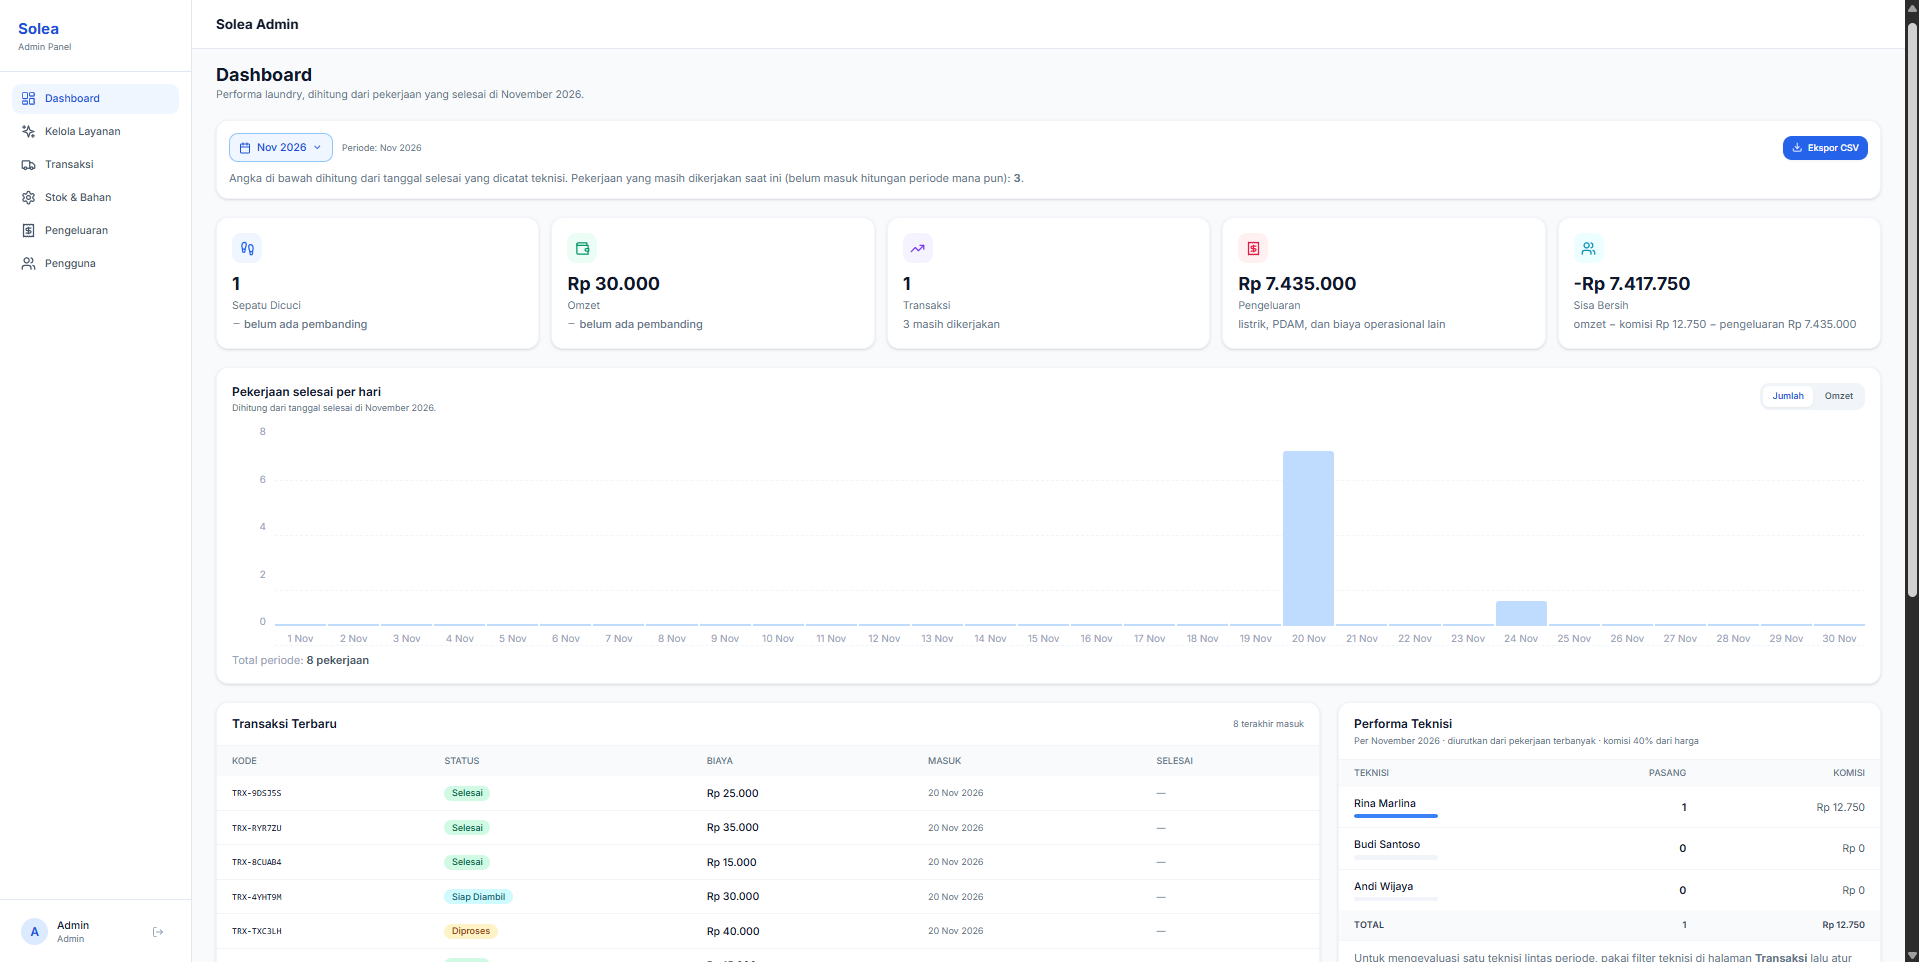 Solea
Admin Panel
Dashboard
Kelola Layanan
Transaksi
Stok & Bahan
Pengeluaran
Pengguna
A
Admin
Admin
Solea Admin
Dashboard
Performa laundry, dihitung dari pekerjaan yang selesai di November 2026.
Nov 2026
Periode: Nov 2026
Ekspor CSV
Angka di bawah dihitung dari tanggal selesai yang dicatat teknisi. Pekerjaan yang masih dikerjakan saat ini (belum masuk hitungan periode mana pun): 3.
1
Sepatu Dicuci
– belum ada pembanding
Rp 30.000
Omzet
– belum ada pembanding
1
Transaksi
3 masih dikerjakan
Rp 7.435.000
Pengeluaran
listrik, PDAM, dan biaya operasional lain
-Rp 7.417.750
Sisa Bersih
omzet − komisi Rp 12.750 − pengeluaran Rp 7.435.000
Pekerjaan selesai per hari
Dihitung dari tanggal selesai di November 2026.
Jumlah Omzet
8
6
4
2
0
1 Nov 2 Nov 3 Nov 4 Nov 5 Nov 6 Nov 7 Nov 8 Nov 9 Nov 10 Nov 11 Nov 12 Nov 13 Nov 14 Nov 15 Nov 16 Nov 17 Nov 18 Nov 19 Nov 20 Nov 21 Nov 22 Nov 23 Nov 24 Nov 25 Nov 26 Nov 27 Nov 28 Nov 29 Nov 30 Nov
Total periode: 8 pekerjaan
Transaksi Terbaru
8 terakhir masuk
KODE STATUS BIAYA MASUK SELESAI
TRX-9DSJ5S Selesai Rp 25.000 20 Nov 2026 —
TRX-RYR7ZU Selesai Rp 35.000 20 Nov 2026 —
TRX-8CUAB4 Selesai Rp 15.000 20 Nov 2026 —
TRX-4YHT9M Siap Diambil Rp 30.000 20 Nov 2026 —
TRX-TXC3LH Diproses Rp 40.000 20 Nov 2026 —
Performa Teknisi
Per November 2026 · diurutkan dari pekerjaan terbanyak · komisi 40% dari harga
TEKNISI PASANG KOMISI
Rina Marlina 1 Rp 12.750
Budi Santoso 0 Rp 0
Andi Wijaya 0 Rp 0
TOTAL 1 Rp 12.750
Untuk mengevaluasi satu teknisi lintas periode, pakai filter teknisi di halaman Transaksi lalu atur